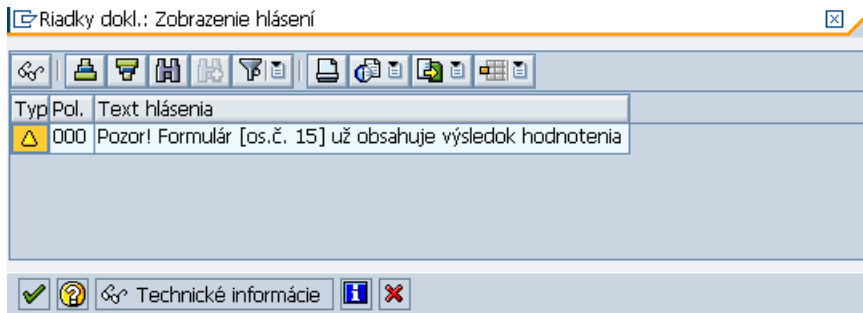 Riadky dokl.: Zobrazenie hlásení
Typ Pol. Text hlásenia
000 Pozor! Formulár [os.č. 15] už obsahuje výsledok hodnotenia
Technické informácie